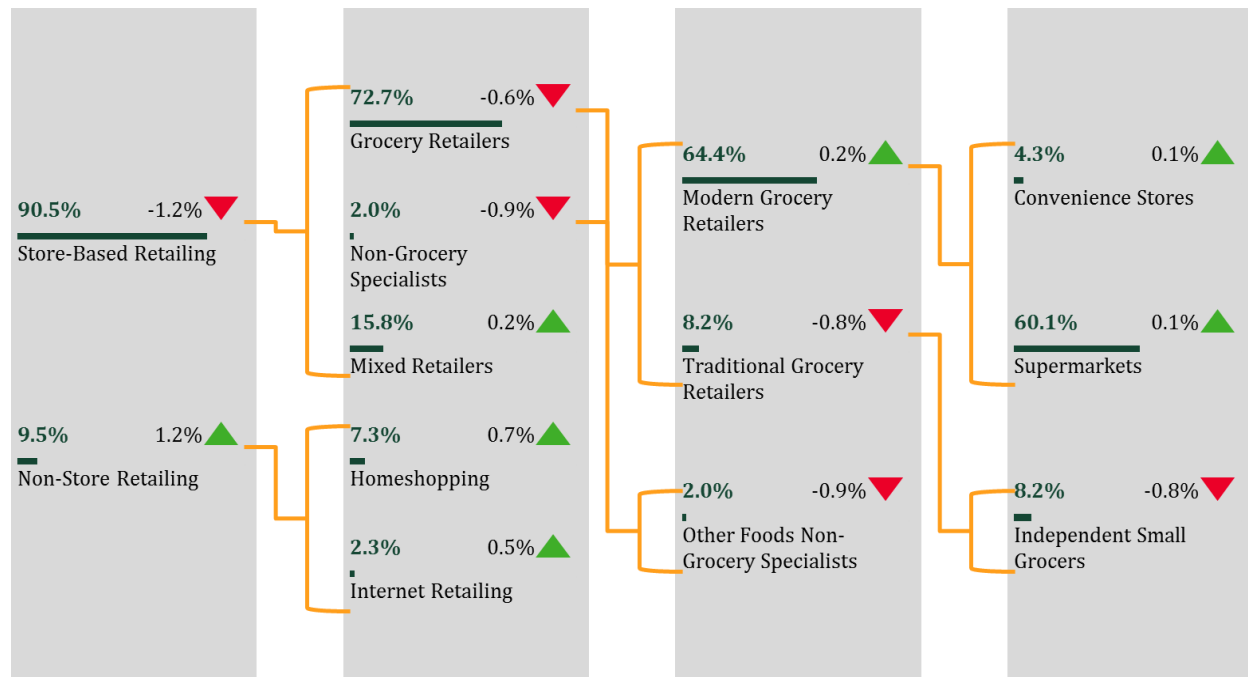 90.5% -1.2%
Store-Based Retailing
9.5% 1.2%
Non-Store Retailing
72.7% -0.6%
Grocery Retailers
2.0% -0.9%
Non-Grocery
Specialists
15.8% 0.2%
Mixed Retailers
7.3% 0.7%
Homeshopping
2.3% 0.5%
Internet Retailing
64.4% 0.2%
Modern Grocery
Retailers
8.2% -0.8%
Traditional Grocery
Retailers
2.0% -0.9%
Other Foods Non-
Grocery Specialists
4.3% 0.1%
Convenience Stores
60.1% 0.1%
Supermarkets
8.2% -0.8%
Independent Small
Grocers